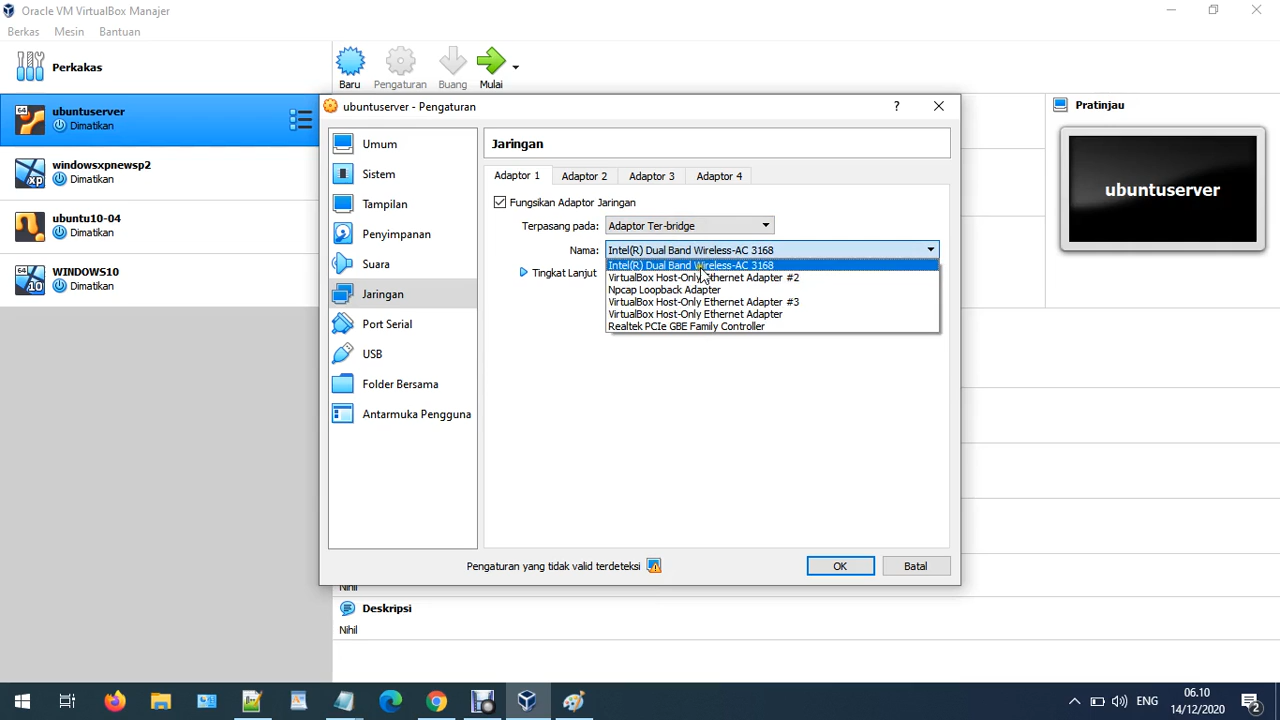 Oracle VM VirtualBox Manajer
Berkas Mesin Bantuan
Perkakas
Baru Pengaturan Buang Mulai
64 ubuntuserver
Dimatikan
xp windowsxpnewsp2
Dimatikan
ubuntu10-04
Dimatikan
64 10 WINDOWS10
Dimatikan
ubuntuserver - Pengaturan ?
Umum
Sistem
Tampilan
Penyimpanan
Suara
Jaringan
Port Serial
USB
Folder Bersama
Antarmuka Pengguna
Jaringan
Adaptor 1 Adaptor 2 Adaptor 3 Adaptor 4
Fungsikan Adaptor Jaringan
Terpasang pada: Adaptor Ter-bridge
Nama: Intel(R) Dual Band Wireless-AC 3168
Tingkat Lanjut
Intel(R) Dual Band Wireless-AC 3168
VirtualBox Host-Only Ethernet Adapter #2
Npcap Loopback Adapter
VirtualBox Host-Only Ethernet Adapter #3
VirtualBox Host-Only Ethernet Adapter
Realtek PCIe GBE Family Controller
Pengaturan yang tidak valid terdeteksi
OK Batal
Pratinjau
ubuntuserver
Nihil
Deskripsi
Nihil
ENG
06.10
14/12/2020
2